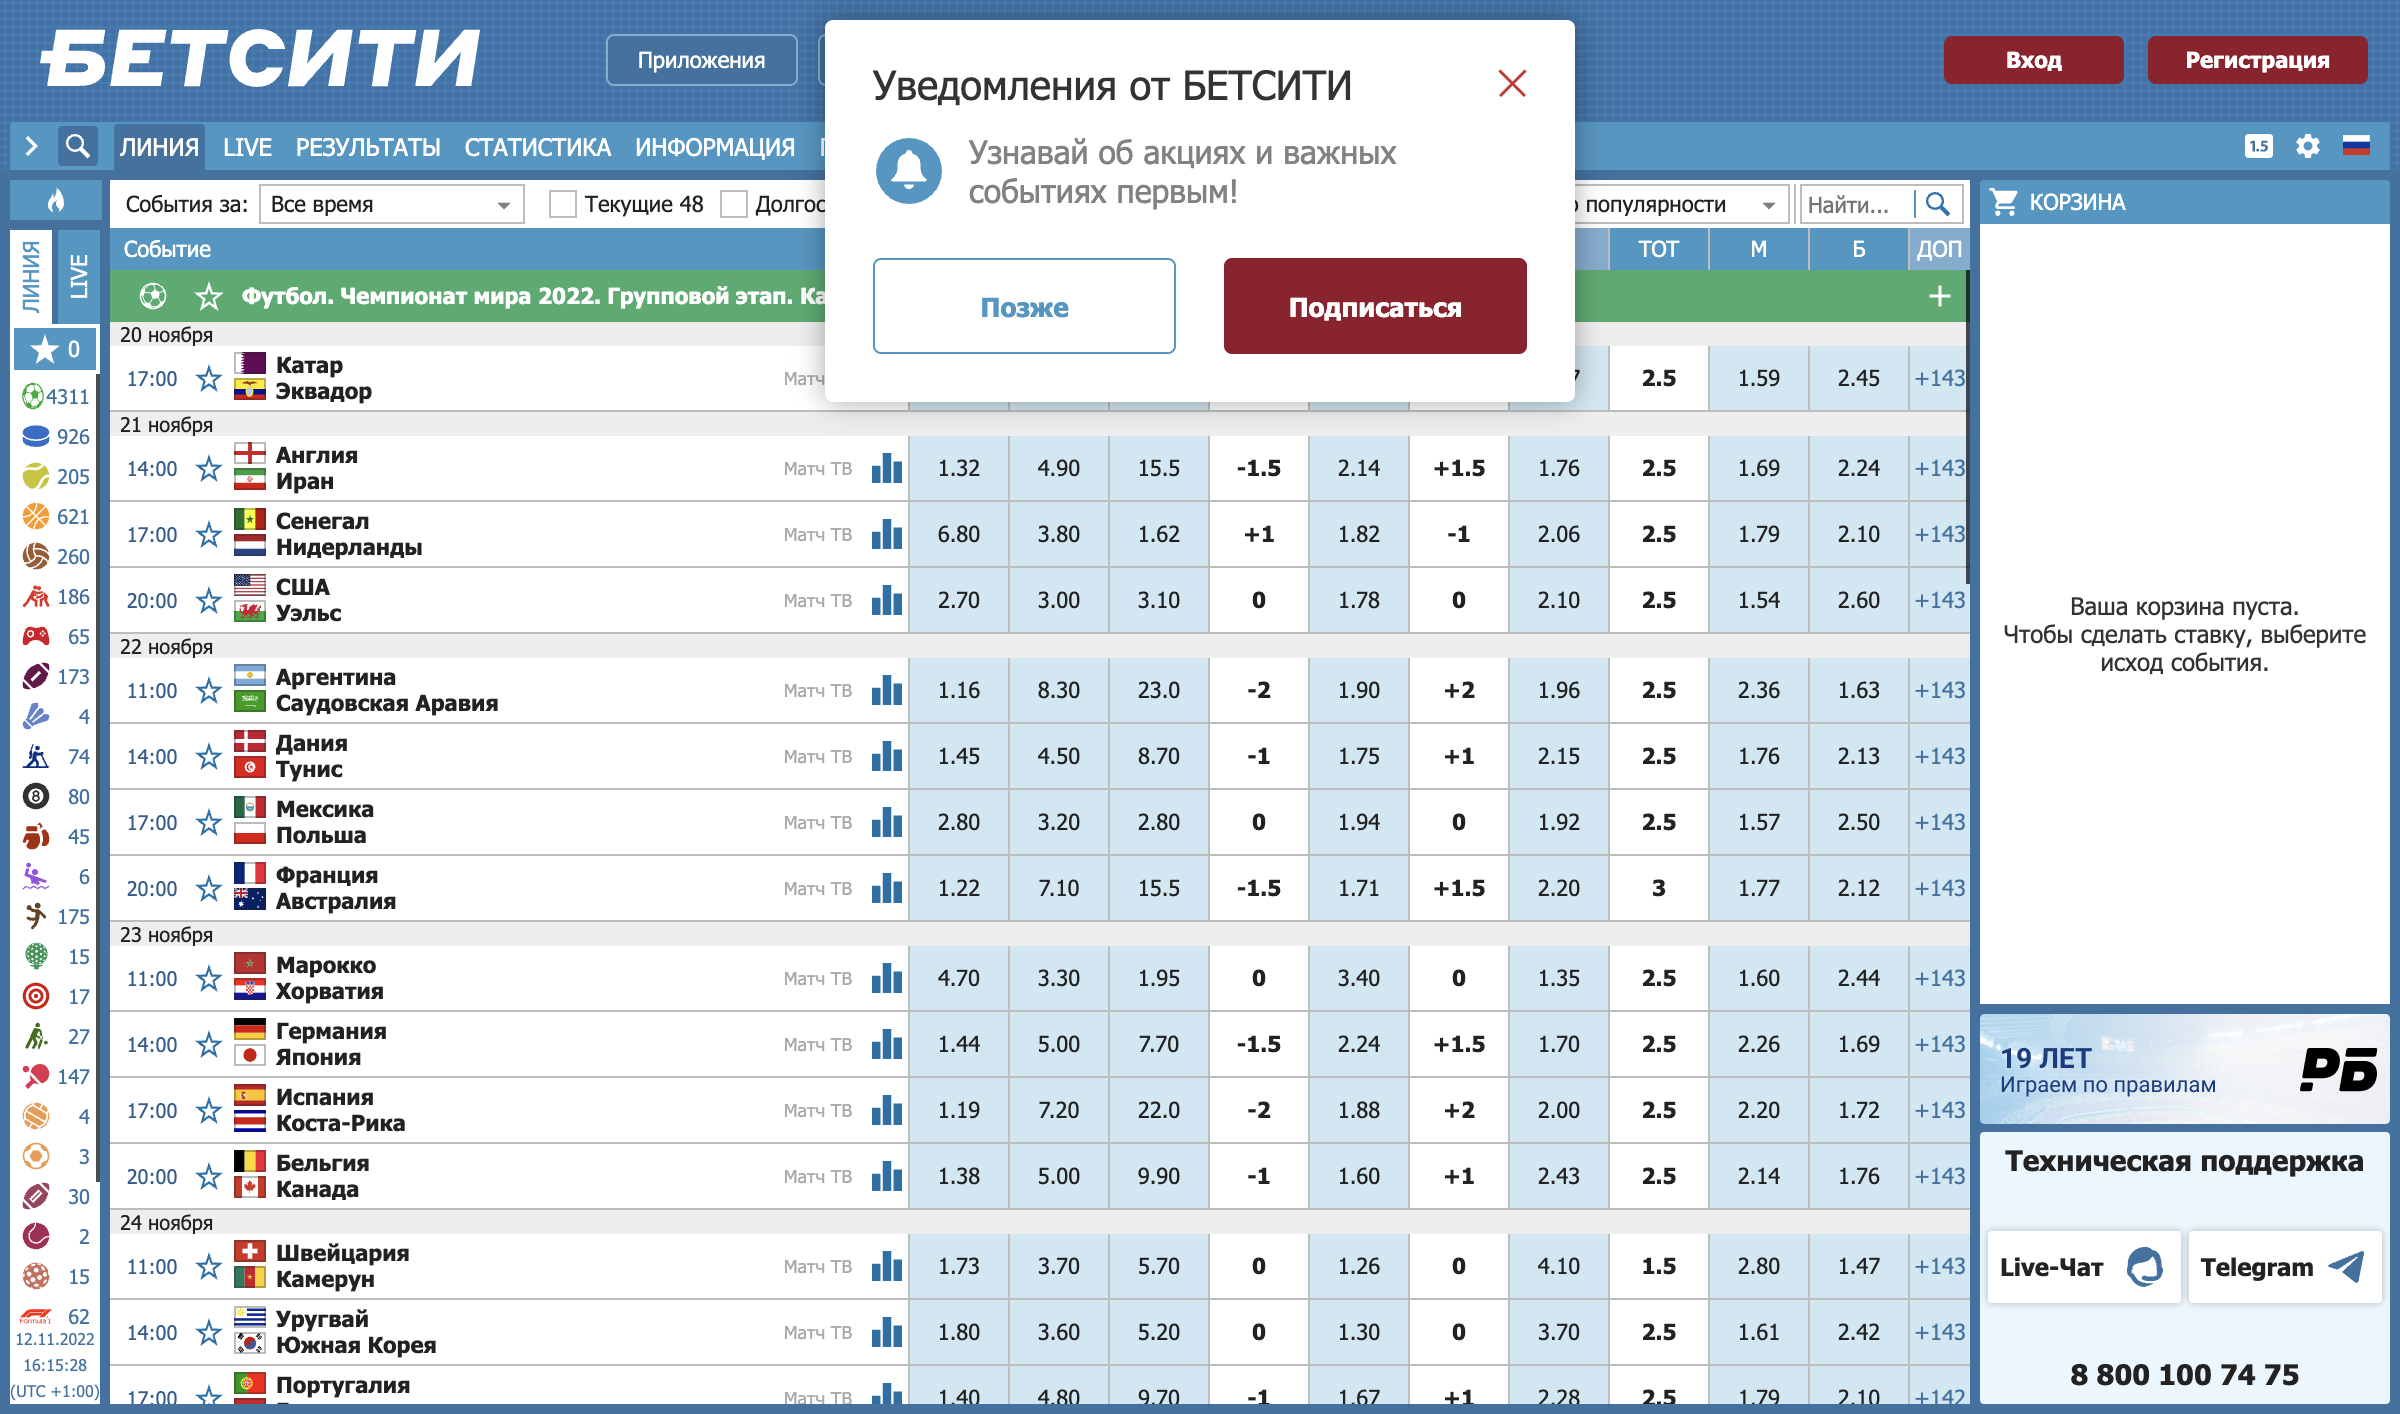 БЕТСИТИ
Приложения
Вход
Регистрация
Уведомления от БЕТСИТИ
Узнавай об акциях и важных
событиях первым!
Позже
Подписаться
ЛИНИЯ LIVE РЕЗУЛЬТАТЫ СТАТИСТИКА ИНФОРМАЦИЯ
1.5
События за: Все время Текущие 48 популярности Найти...
КОРЗИНА
ЛИНИЯ
LIVE
Событие ТОТ М Б ДОП
Футбол. Чемпионат мира 2022. Групповой этап. +
0
4311
926
205
621
260
186
65
173
4
74
80
45
6
175
15
17
27
147
4
3
30
2
15
Formula 1 62
12.11.2022
16:15:28
(UTC +1:00)
20 ноября
17:00 Катар Эквадор Матч 2.5 1.59 2.45 +143
21 ноября
14:00 Англия Иран Матч ТВ 1.32 4.90 15.5 -1.5 2.14 +1.5 1.76 2.5 1.69 2.24 +143
17:00 Сенегал Нидерланды Матч ТВ 6.80 3.80 1.62 +1 1.82 -1 2.06 2.5 1.79 2.10 +143
20:00 США Уэльс Матч ТВ 2.70 3.00 3.10 0 1.78 0 2.10 2.5 1.54 2.60 +143
22 ноября
11:00 Аргентина Саудовская Аравия Матч ТВ 1.16 8.30 23.0 -2 1.90 +2 1.96 2.5 2.36 1.63 +143
14:00 Дания Тунис Матч ТВ 1.45 4.50 8.70 -1 1.75 +1 2.15 2.5 1.76 2.13 +143
17:00 Мексика Польша Матч ТВ 2.80 3.20 2.80 0 1.94 0 1.92 2.5 1.57 2.50 +143
20:00 Франция Австралия Матч ТВ 1.22 7.10 15.5 -1.5 1.71 +1.5 2.20 3 1.77 2.12 +143
23 ноября
11:00 Марокко Хорватия Матч ТВ 4.70 3.30 1.95 0 3.40 0 1.35 2.5 1.60 2.44 +143
14:00 Германия Япония Матч ТВ 1.44 5.00 7.70 -1.5 2.24 +1.5 1.70 2.5 2.26 1.69 +143
17:00 Испания Коста-Рика Матч ТВ 1.19 7.20 22.0 -2 1.88 +2 2.00 2.5 2.20 1.72 +143
20:00 Бельгия Канада Матч ТВ 1.38 5.00 9.90 -1 1.60 +1 2.43 2.5 2.14 1.76 +143
24 ноября
11:00 Швейцария Камерун Матч ТВ 1.73 3.70 5.70 0 1.26 0 4.10 1.5 2.80 1.47 +143
14:00 Уругвай Южная Корея Матч ТВ 1.80 3.60 5.20 0 1.30 0 3.70 2.5 1.61 2.42 +143
17:00 Португалия Матч ТВ 1.40 4.80 9.70 -1 1.67 +1 2.28 2.5 1.79 2.10 +142
Ваша корзина пуста.
Чтобы сделать ставку, выберите
исход события.
19 ЛЕТ
Играем по правилам
РБ
Техническая поддержка
Live-Чат
Telegram
8 800 100 74 75